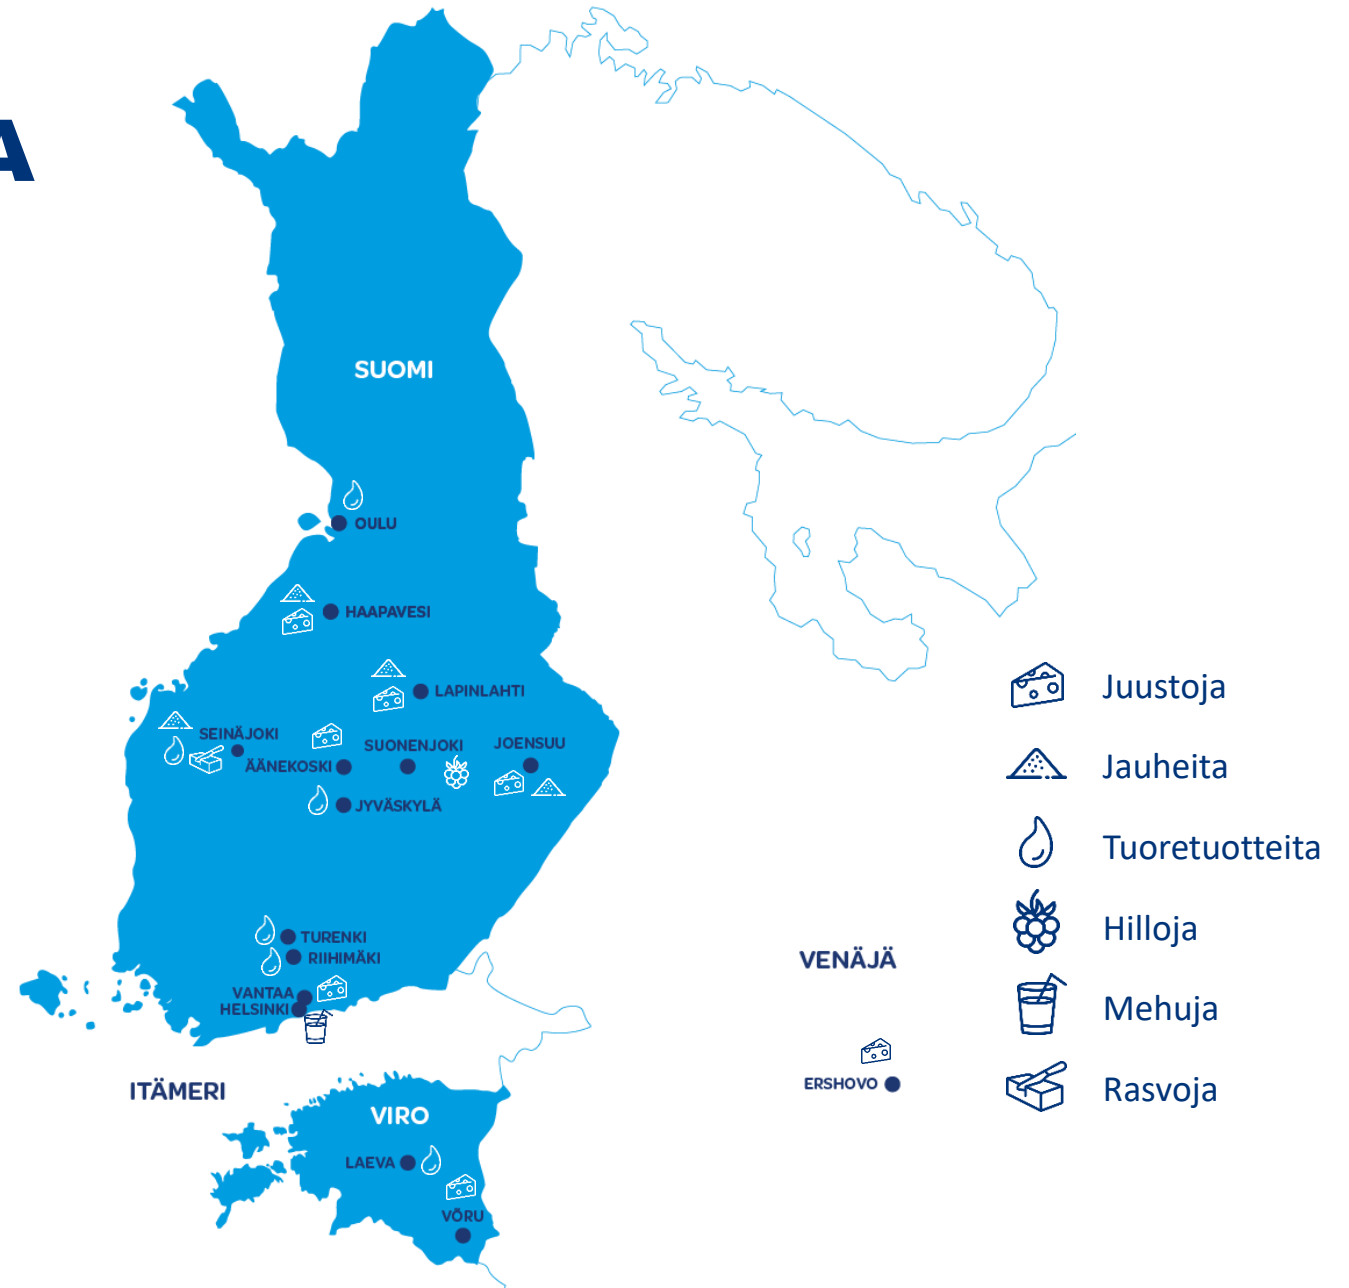 A
SUOMI
OULU
HAAPAVESI
LAPINLAHTI
SEINÄJOKI
SUONENJOKI
JOENSUU
ÄÄNEKOSKI
JYVÄSKYLÄ
TURENKI
RIIHIMÄKI
VANTAA
HELSINKI
ITÄMERI
VIRO
LAEVA
VÕRU
VENÄJÄ
ERSHOVO
Juustoja
Jauheita
Tuoretuotteita
Hilloja
Mehuja
Rasvoja